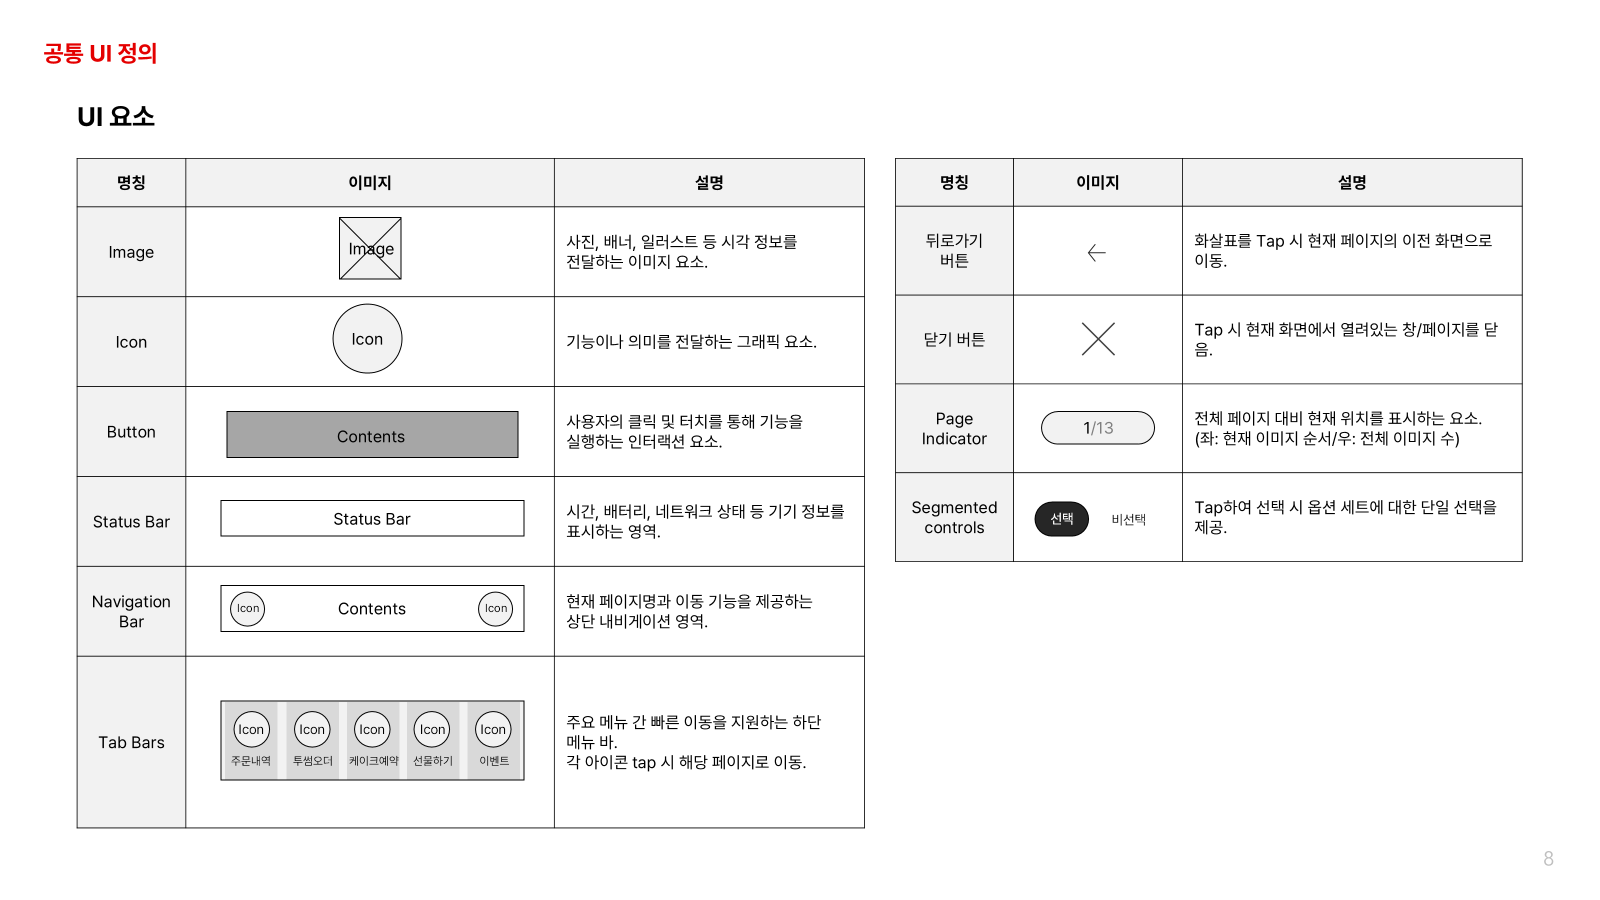 공통 UI 정의
UI 요소
명칭
이미지
설명
Image
Image
사진, 배너, 일러스트 등 시각 정보를
전달하는 이미지 요소.
Icon
Icon
기능이나 의미를 전달하는 그래픽 요소.
Button
Contents
사용자의 클릭 및 터치를 통해 기능을
실행하는 인터랙션 요소.
Status Bar
Status Bar
시간, 배터리, 네트워크 상태 등 기기 정보를
표시하는 영역.
Navigation
Bar
Icon
Contents
Icon
현재 페이지명과 이동 기능을 제공하는
상단 내비게이션 영역.
Tab Bars
Icon
Icon
Icon
Icon
Icon
주문내역
투썸오더
케이크예약
선물하기
이벤트
주요 메뉴 간 빠른 이동을 지원하는 하단
메뉴 바.
각 아이콘 tap 시 해당 페이지로 이동.
명칭
이미지
설명
뒤로가기
버튼
화살표를 Tap 시 현재 페이지의 이전 화면으로
이동.
닫기 버튼
Tap 시 현재 화면에서 열려있는 창/페이지를 닫
음.
Page
Indicator
1/13
전체 페이지 대비 현재 위치를 표시하는 요소.
(좌: 현재 이미지 순서/우: 전체 이미지 수)
Segmented
controls
선택
비선택
Tap하여 선택 시 옵션 세트에 대한 단일 선택을
제공.
8